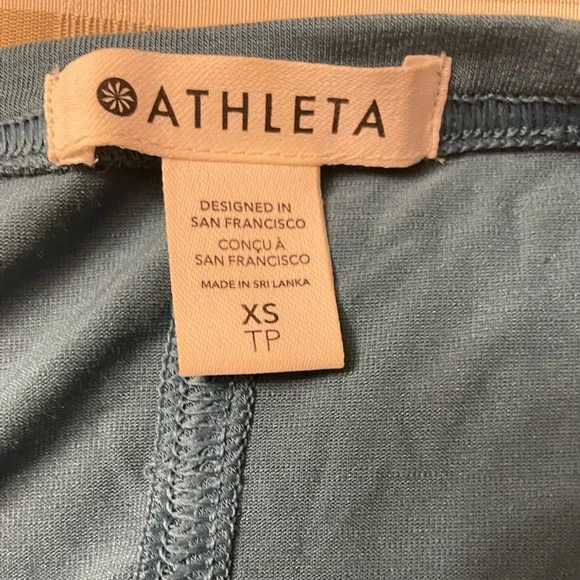 ATHLETA
DESIGNED IN
SAN FRANCISCO
CONÇU À
SAN FRANCISCO
MADE IN SRI LANKA
XS
TP